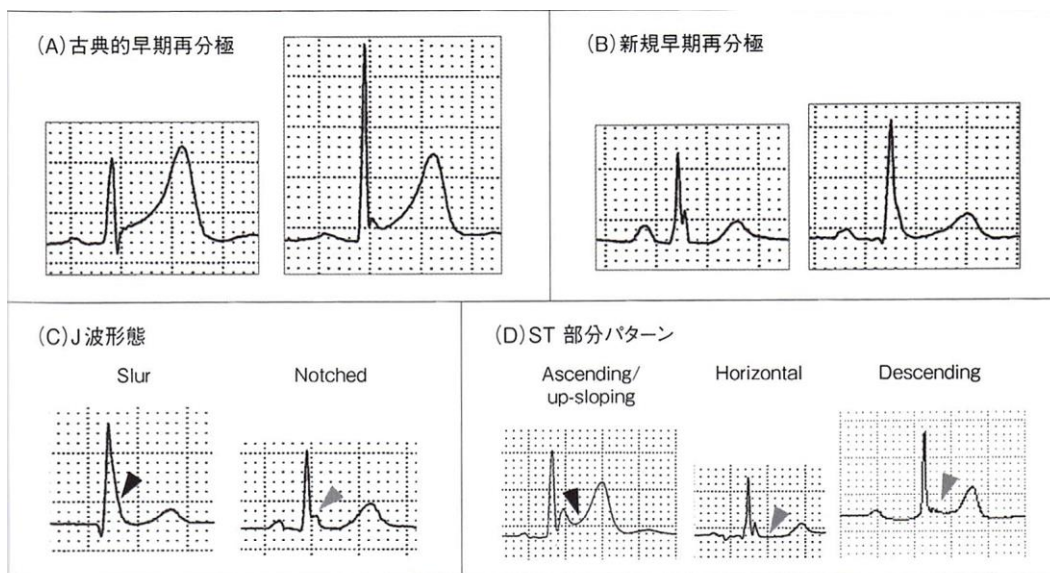 (A)古典的早期再分極
(B)新規早期再分極
(C)J波形態
Slur
Notched
(D)ST 部分パターン
Ascending/
up-sloping
Horizontal
Descending